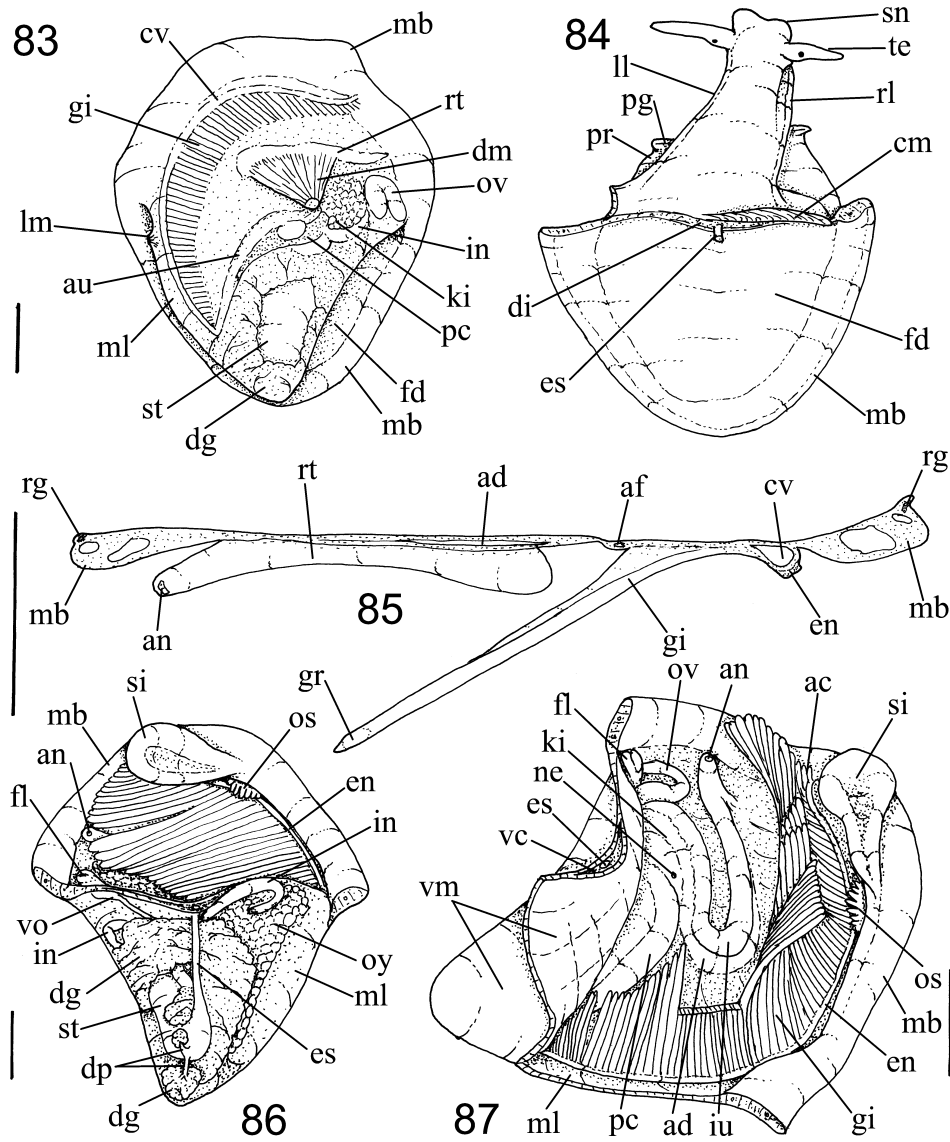 83
cv
mb
gi
rt
dm
ov
lm
in
au
ki
pc
ml
st
fd
dg
mb
84
sn
te
ll
rl
pg
pr
cm
di
fd
es
mb
rg
rt
ad
af
cv
rg
mb
an
85
gi
en
mb
gr
si
mb
os
an
en
fl
in
vo
in
oy
dg
ml
st
es
dp
dg
86
ov
an
ac
fl
si
ki
ne
es
vc
vm
os
mb
en
87
ml
pc
ad
iu
gi